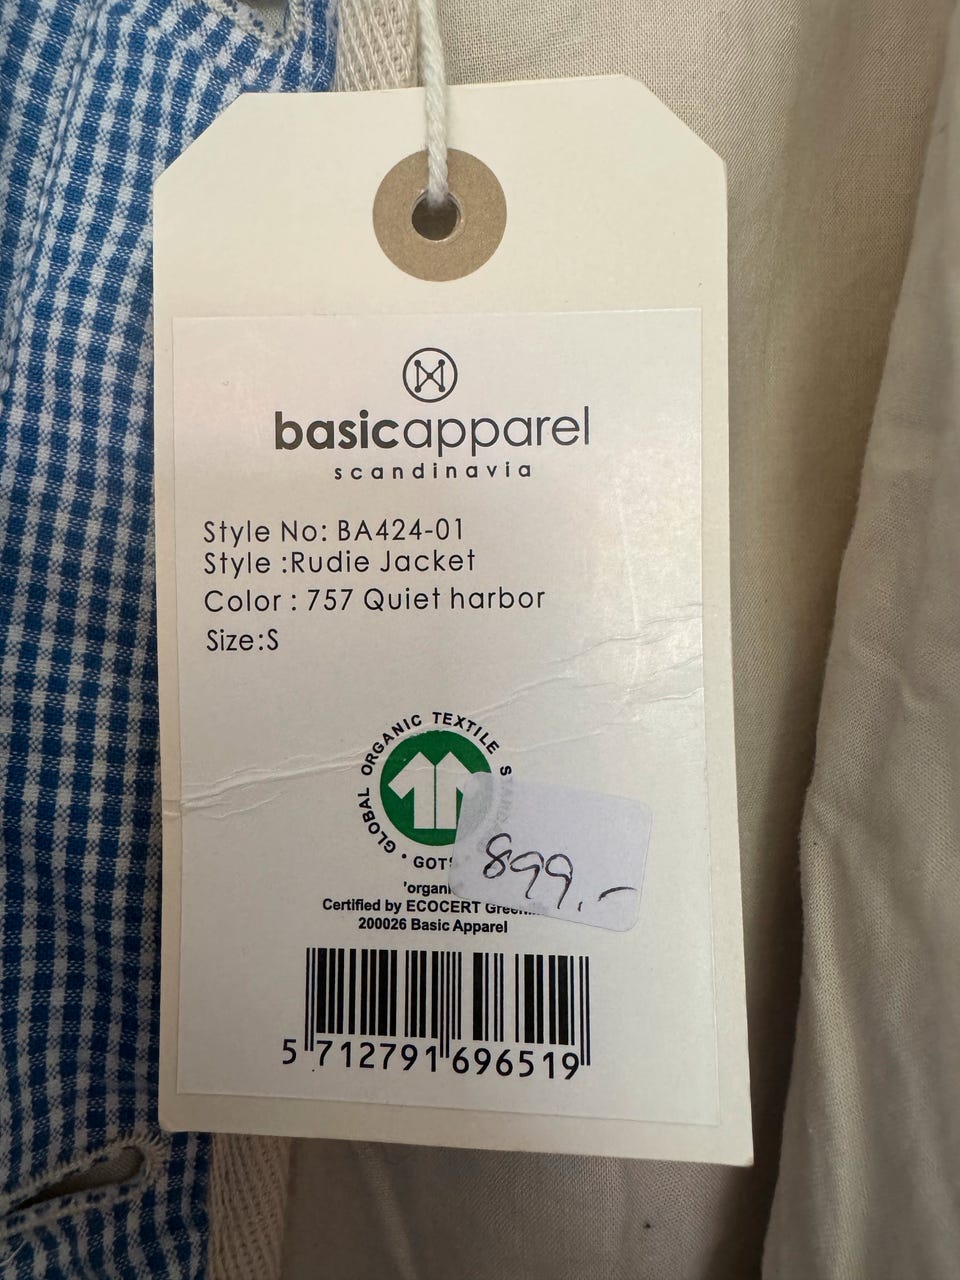 basicapparel
scandinavia
Style No: BA424-01
Style :Rudie Jacket
Color : 757 Quiet harbor
Size:S
GLOBAL ORGANIC TEXTILE
GOTS
899,-
Certified by ECOCERT
200026 Basic Apparel
5 712791 696519